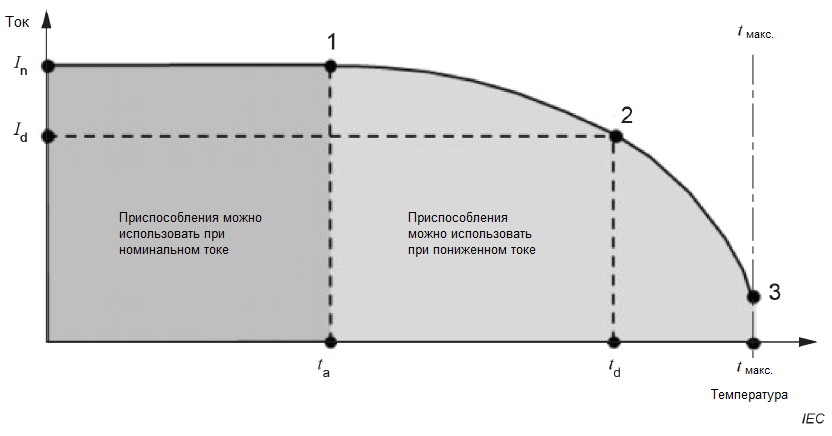 Ток
t макс.
1
In
2
Id
Приспособления можно
использовать при
номинальном токе
Приспособления
можно использовать
при пониженном токе
3
ta
td
t макс.
Температура
IEC